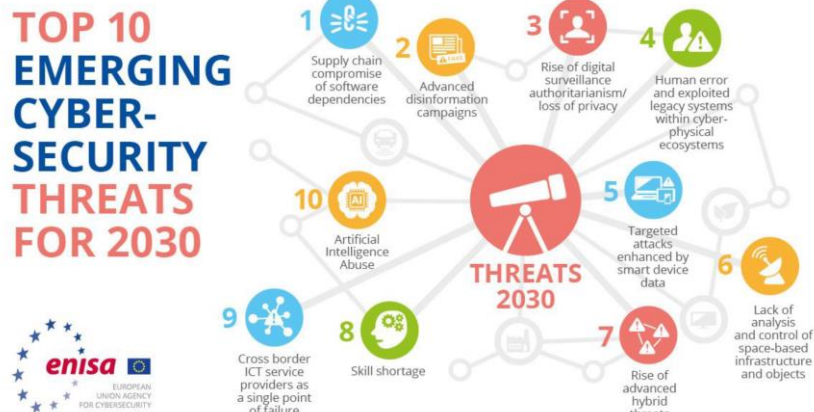 TOP 10
EMERGING
CYBER-
SECURITY
THREATS
FOR 2030
1
Supply chain
compromise
of software
dependencies
2
Advanced
disinformation
campaigns
3
Rise of digital
surveillance
authoritarianism/
loss of privacy
4
Human error
and exploited
legacy systems
within cyber-
physical
ecosystems
5
Targeted
attacks
enhanced by
smart device
data
6
Lack of
analysis
and control of
space-based
infrastructure
and objects
7
Rise of
advanced
hybrid
threats
8
Skill shortage
9
Cross border
ICT service
providers as
a single point
of failure
10
AI
Artificial
Intelligence
Abuse
THREATS
2030
enisa
EUROPEAN
UNION AGENCY
FOR CYBERSECURITY